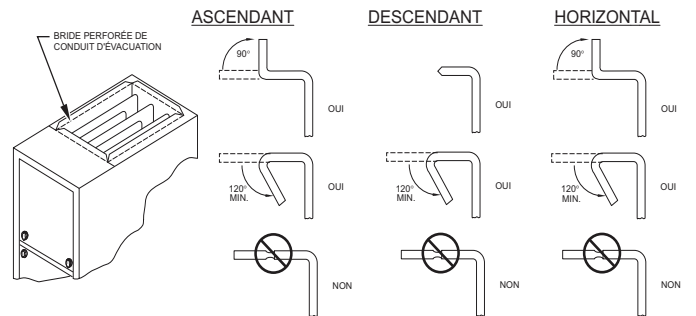 ASCENDANT
DESCENDANT
HORIZONTAL
BRIDE PERFORÉE DE
CONDUIT D'ÉVACUATION
90°
OUI
OUI
90°
OUI
120°
MIN.
OUI
120°
MIN.
OUI
120°
MIN.
OUI
NON
NON
NON